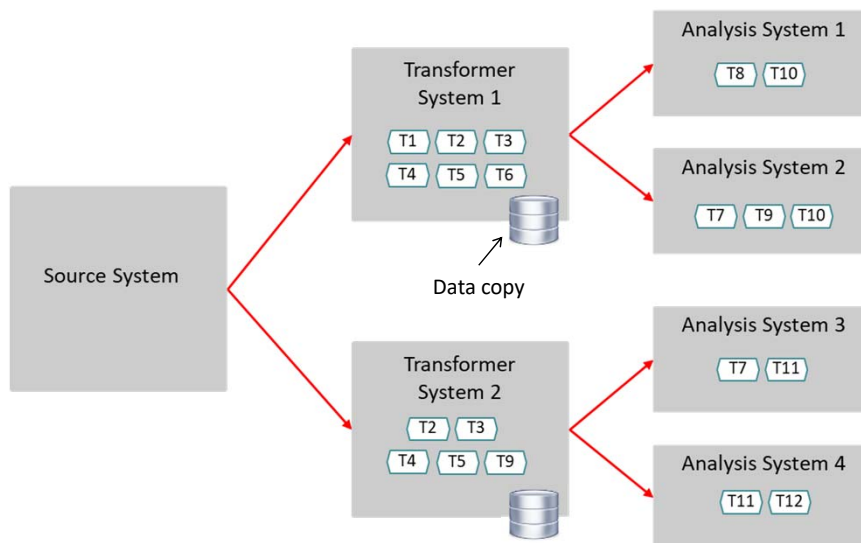 Source System
Transformer
System 1
T1 T2 T3
T4 T5 T6
Data copy
Transformer
System 2
T2 T3
T4 T5 T9
Analysis System 1
T8 T10
Analysis System 2
T7 T9 T10
Analysis System 3
T7 T11
Analysis System 4
T11 T12